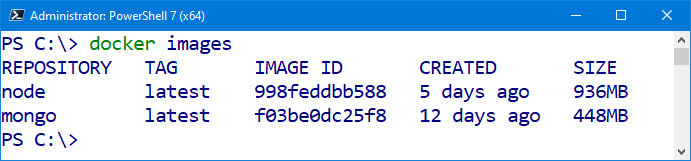 Administrator: PowerShell 7 (x64)
PS C:\> docker images
REPOSITORY   TAG       IMAGE ID       CREATED       SIZE
node         latest    998feddbb588   5 days ago    936MB
mongo        latest    f03be0dc25f8   12 days ago   448MB
PS C:\>